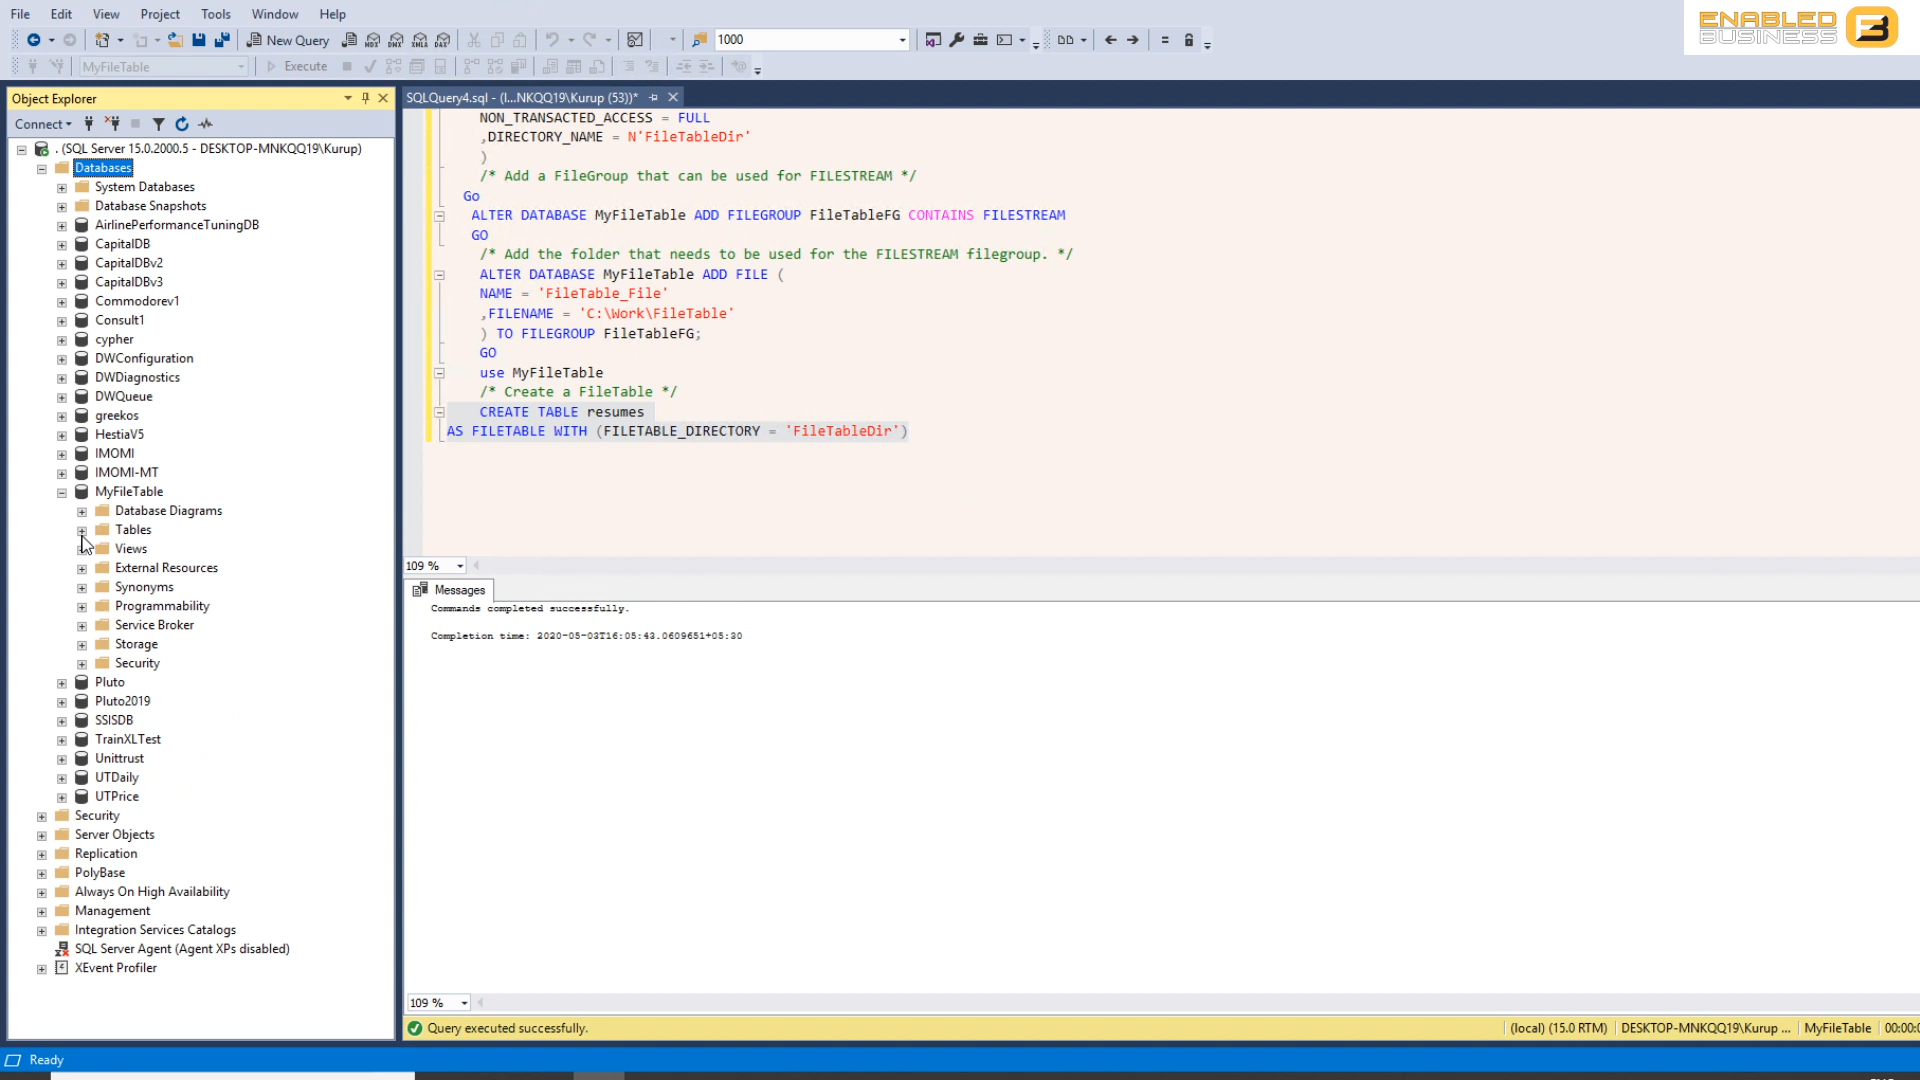 File Edit View Project Tools Window Help
ENABLED
BUSINESS
New Query
1000
MyFileTable
Execute
Object Explorer
SQLQuery4.sql - (l...NKQQ19\Kurup (53))*
Connect
. (SQL Server 15.0.2000.5 - DESKTOP-MNKQQ19\Kurup)
Databases
System Databases
Database Snapshots
AirlinePerformanceTuningDB
CapitalDB
CapitalDBv2
CapitalDBv3
Commodorev1
Consult1
cypher
DWConfiguration
DWDiagnostics
DWQueue
greekos
HestiaV5
IMOMI
IMOMI-MT
MyFileTable
Database Diagrams
Tables
Views
External Resources
Synonyms
Programmability
Service Broker
Storage
Security
Pluto
Pluto2019
SSISDB
TrainXLTest
Unittrust
UTDaily
UTPrice
Security
Server Objects
Replication
PolyBase
Always On High Availability
Management
Integration Services Catalogs
SQL Server Agent (Agent XPs disabled)
XEvent Profiler
NON_TRANSACTED_ACCESS = FULL
,DIRECTORY_NAME = N'FileTableDir'
)
/* Add a FileGroup that can be used for FILESTREAM */
Go
ALTER DATABASE MyFileTable ADD FILEGROUP FileTableFG CONTAINS FILESTREAM
GO
/* Add the folder that needs to be used for the FILESTREAM filegroup. */
ALTER DATABASE MyFileTable ADD FILE (
NAME = 'FileTable_File'
,FILENAME = 'C:\Work\FileTable'
) TO FILEGROUP FileTableFG;
GO
use MyFileTable
/* Create a FileTable */
CREATE TABLE resumes
AS FILETABLE WITH (FILETABLE_DIRECTORY = 'FileTableDir')
109 %
Messages
Commands completed successfully.
Completion time: 2020-05-03T16:05:43.0609651+05:30
109 %
Query executed successfully.
(local) (15.0 RTM) DESKTOP-MNKQQ19\Kurup ... MyFileTable 00:00:0
Ready